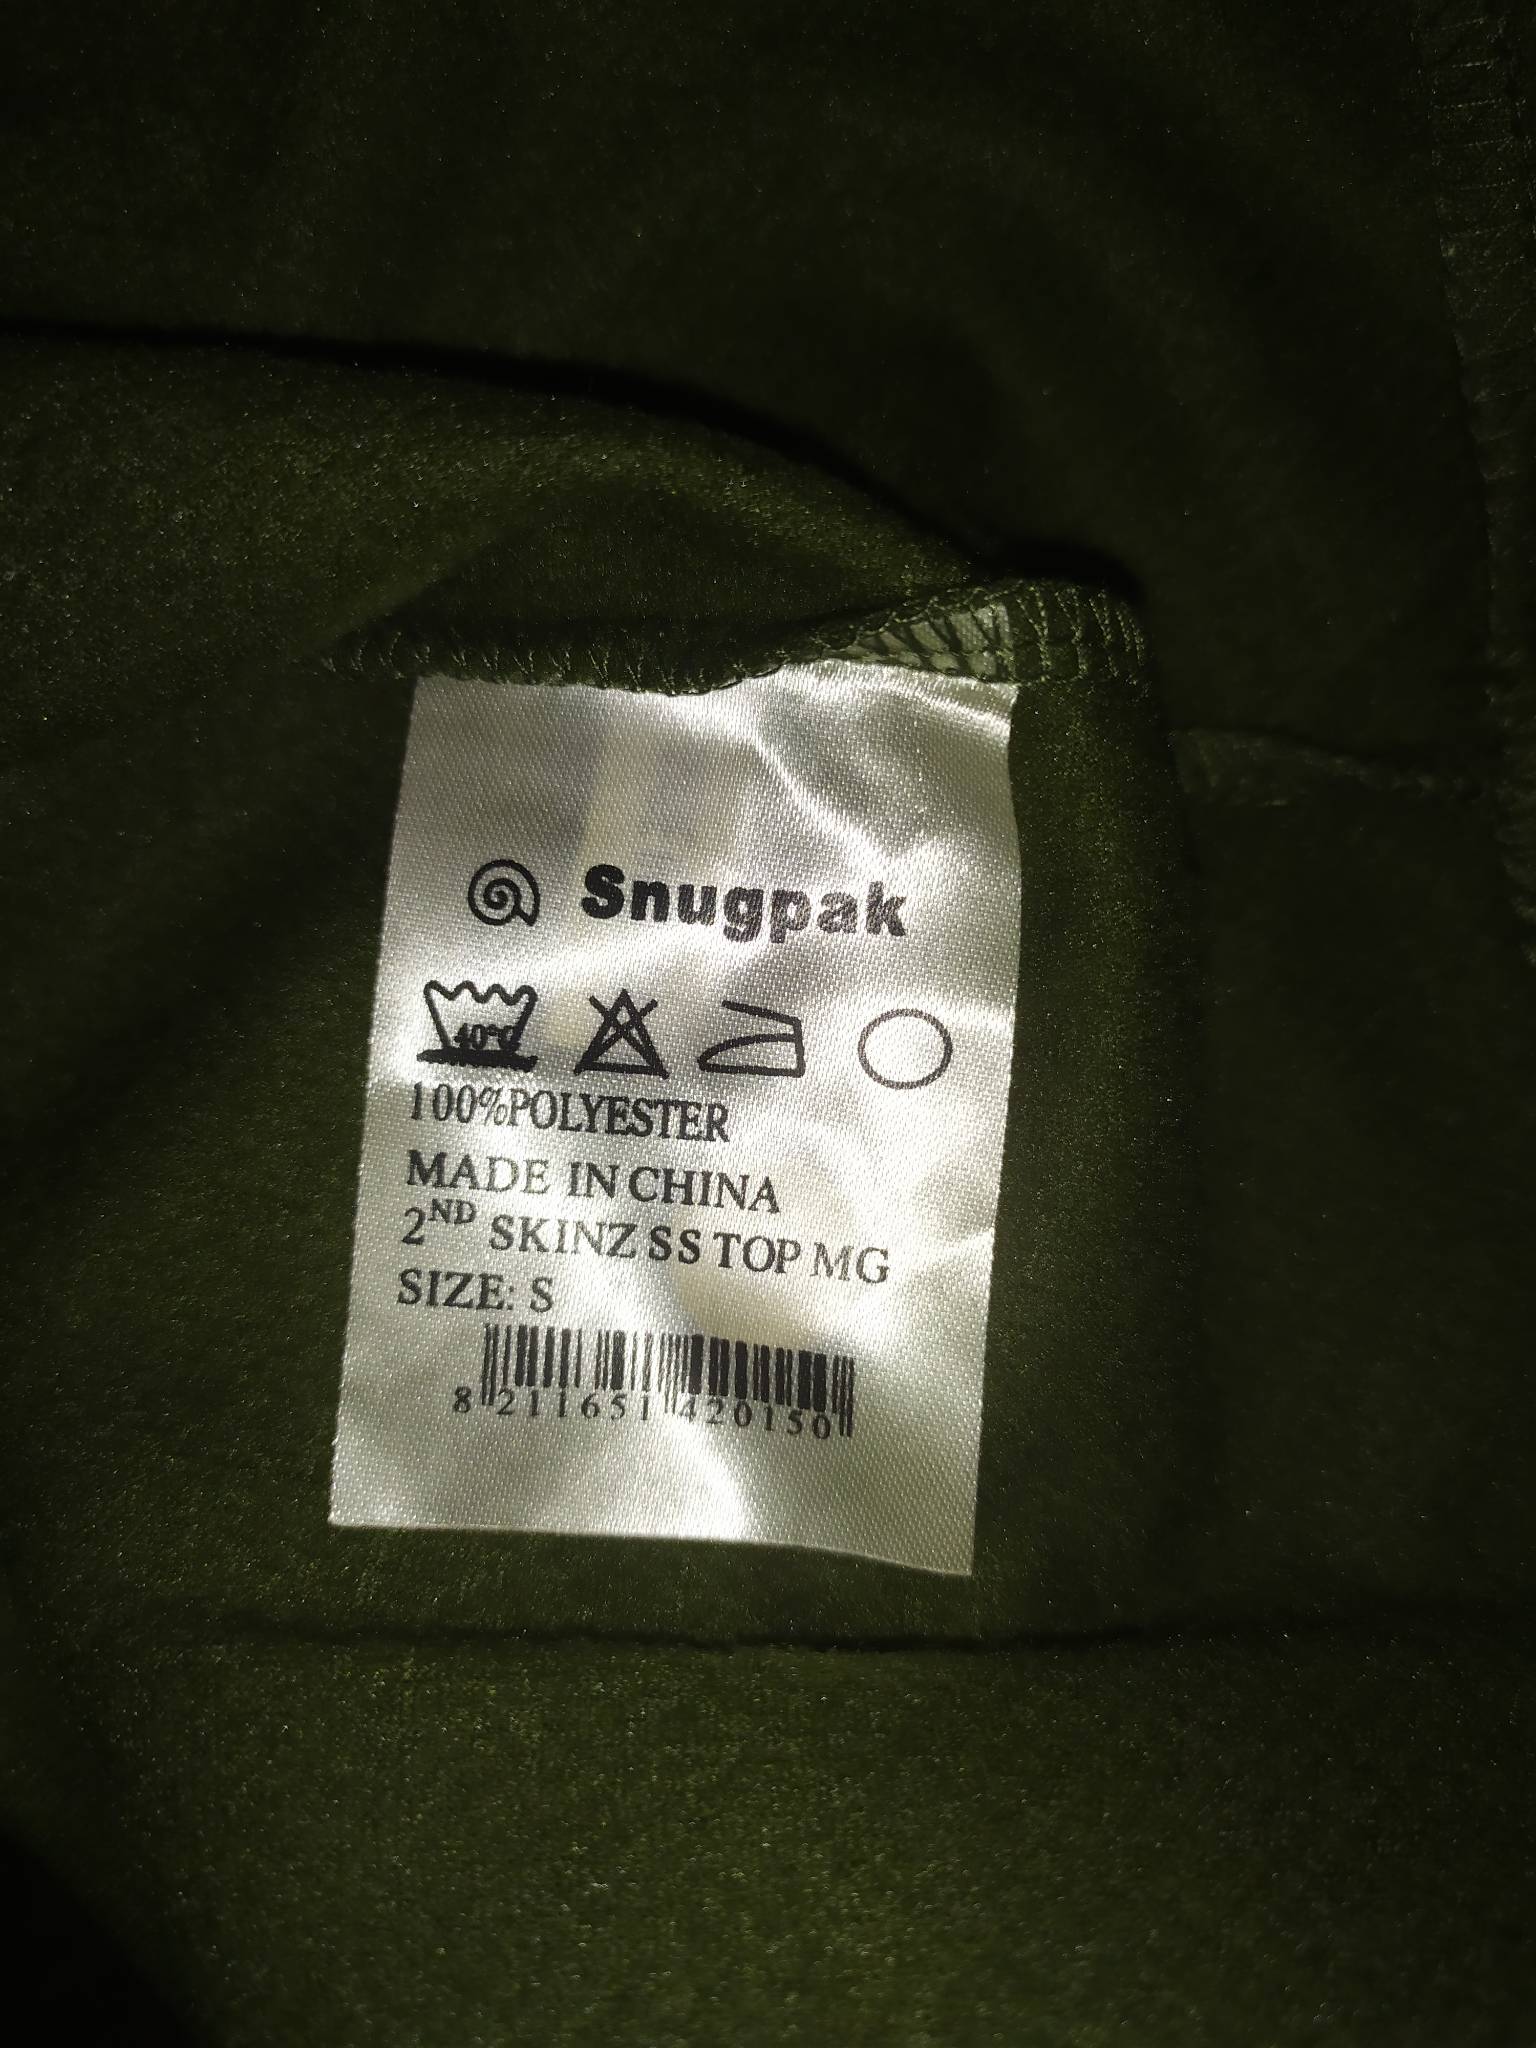 Snugpak
40°C
100%POLYESTER
MADE IN CHINA
2ND SKINZ SS TOP MG
SIZE: S
8 211651 420150